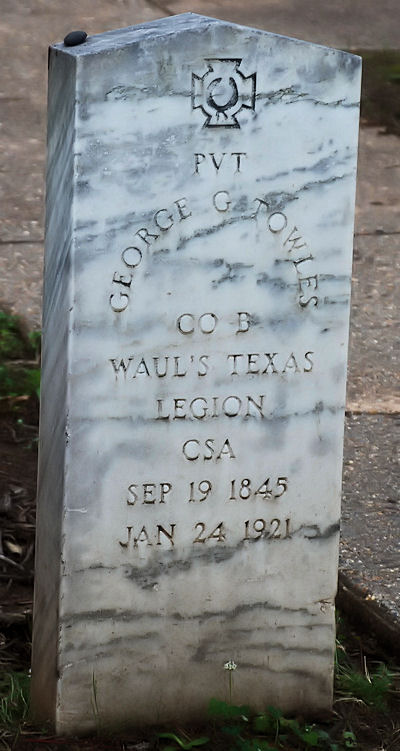 PVT
GEORGE G TOWLES
CO B
WAUL'S TEXAS
LEGION
CSA
SEP 19 1845
JAN 24 1921